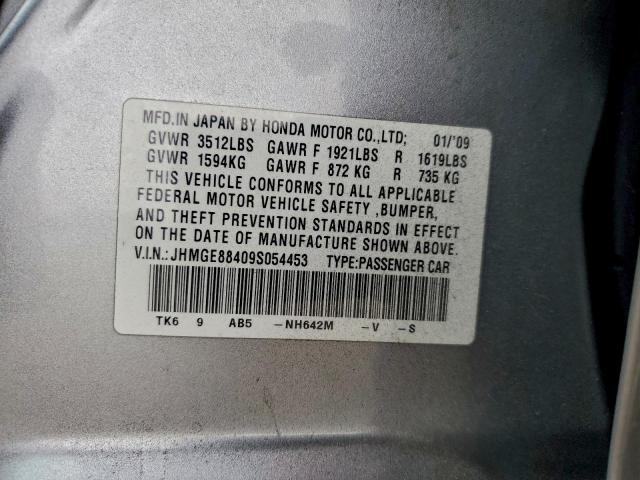 MFD.IN JAPAN BY HONDA MOTOR CO.,LTD; 01/'09
GVWR 3512LBS GAWR F 1921LBS R 1619LBS
GVWR 1594KG GAWR F 872 KG R 735 KG
THIS VEHICLE CONFORMS TO ALL APPLICABLE
FEDERAL MOTOR VEHICLE SAFETY ,BUMPER,
AND THEFT PREVENTION STANDARDS IN EFFECT
ON THE DATE OF MANUFACTURE SHOWN ABOVE.
V.I.N.:JHMGE88409S054453 TYPE:PASSENGER CAR
TK6 9 AB5 -NH642M -V -S